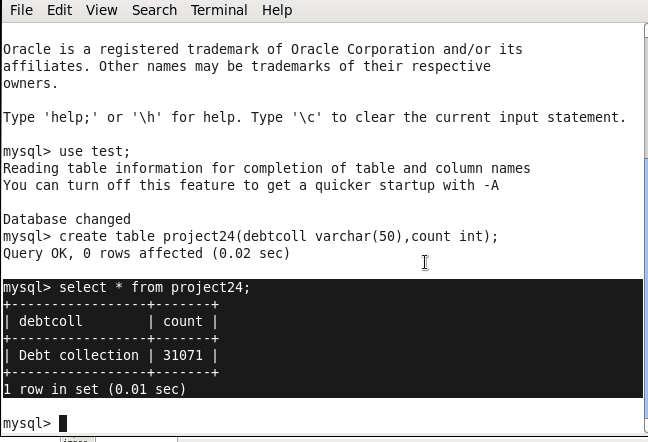 File Edit View Search Terminal Help
Oracle is a registered trademark of Oracle Corporation and/or its
affiliates. Other names may be trademarks of their respective
owners.
Type 'help;' or '\h' for help. Type '\c' to clear the current input statement.
mysql> use test;
Reading table information for completion of table and column names
You can turn off this feature to get a quicker startup with -A
Database changed
mysql> create table project24(debtcoll varchar(50),count int);
Query OK, 0 rows affected (0.02 sec)
mysql> select * from project24;
+-----------------+-------+
| debtcoll        | count |
+-----------------+-------+
| Debt collection | 31071 |
+-----------------+-------+
1 row in set (0.01 sec)
mysql>